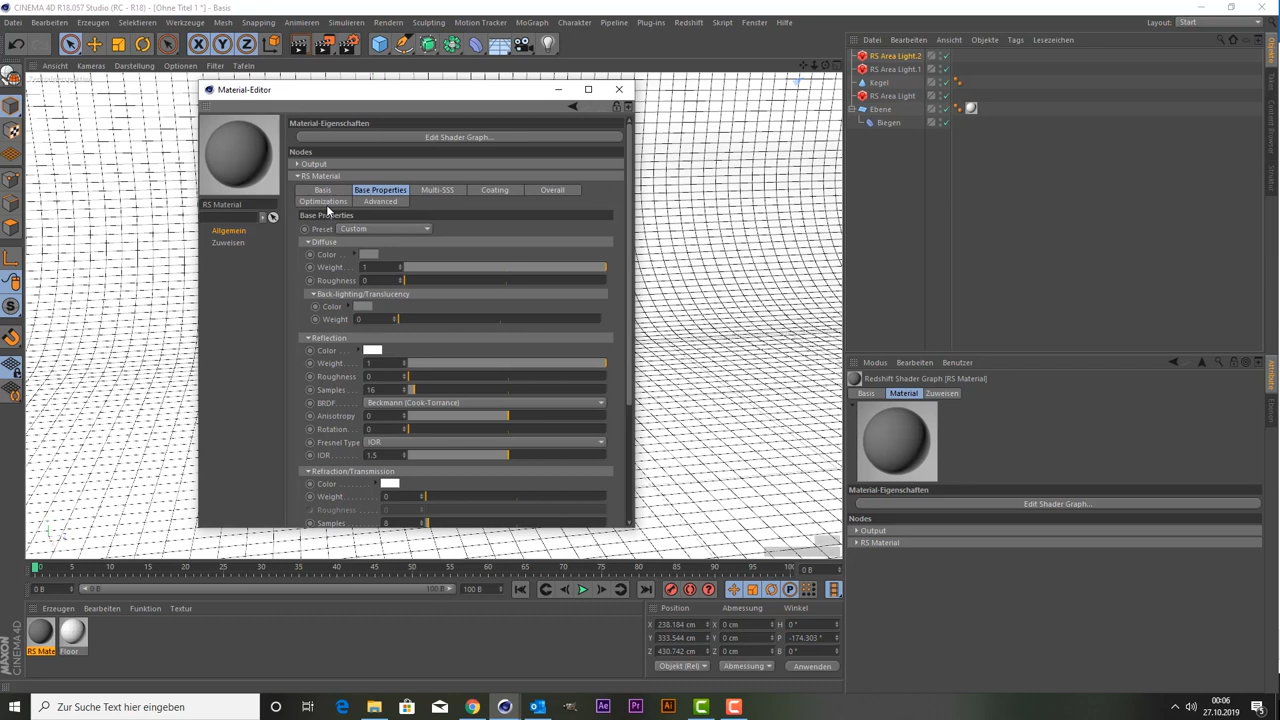 CINEMA 4D R18.057 Studio (RC - R18) - [Ohne Titel 1 *] - Basis
Datei Bearbeiten Erzeugen Selektieren Werkzeuge Mesh Snapping Animieren Simulieren Rendern Sculpting Motion Tracker MoGraph Charakter Pipeline Plug-ins Redshift Skript Fenster Hilfe Layout: Start
Datei Bearbeiten Ansicht Objekte Tags Lesezeichen
RS Area Light.2
RS Area Light.1
Kegel
RS Area Light
Ebene
Biegen
Ansicht Kameras Darstellung Optionen Filter Tafeln
Material-Editor
RS Material
Allgemein
Zuweisen
Material-Eigenschaften
Edit Shader Graph...
Nodes
Output
RS Material
Basis Base Properties Multi-SSS Coating Overall
Optimizations Advanced
Base Properties
Preset Custom
Diffuse
Color
Weight 1
Roughness 0
Back-lighting/Translucency
Color
Weight 0
Reflection
Color
Weight 1
Roughness 0
Samples 16
BRDF Beckmann (Cook-Torrance)
Anisotropy 0
Rotation 0
Fresnel Type IOR
IOR 1.5
Refraction/Transmission
Color
Weight 0
Roughness 0
Samples 8
Modus Bearbeiten Benutzer
Redshift Shader Graph [RS Material]
Basis Material Zuweisen
Material-Eigenschaften
Edit Shader Graph...
Nodes
Output
RS Material
0 5 10 15 20 25 30 35 40 45 50 55 60 65 70 75 80 85 90 95 100 0 B
0 B 0 B 100 B 100 B
Erzeugen Bearbeiten Funktion Textur
RS Mate Floor
Position Abmessung Winkel
X 238.184 cm X 0 cm H 0 °
Y 333.544 cm Y 0 cm P -174.303 °
Z 430.742 cm Z 0 cm B 0 °
Objekt (Rel) Abmessung Anwenden
MAXON CINEMA 4D
Zur Suche Text hier eingeben
Ae Pr Ai
00:06
27.10.2019